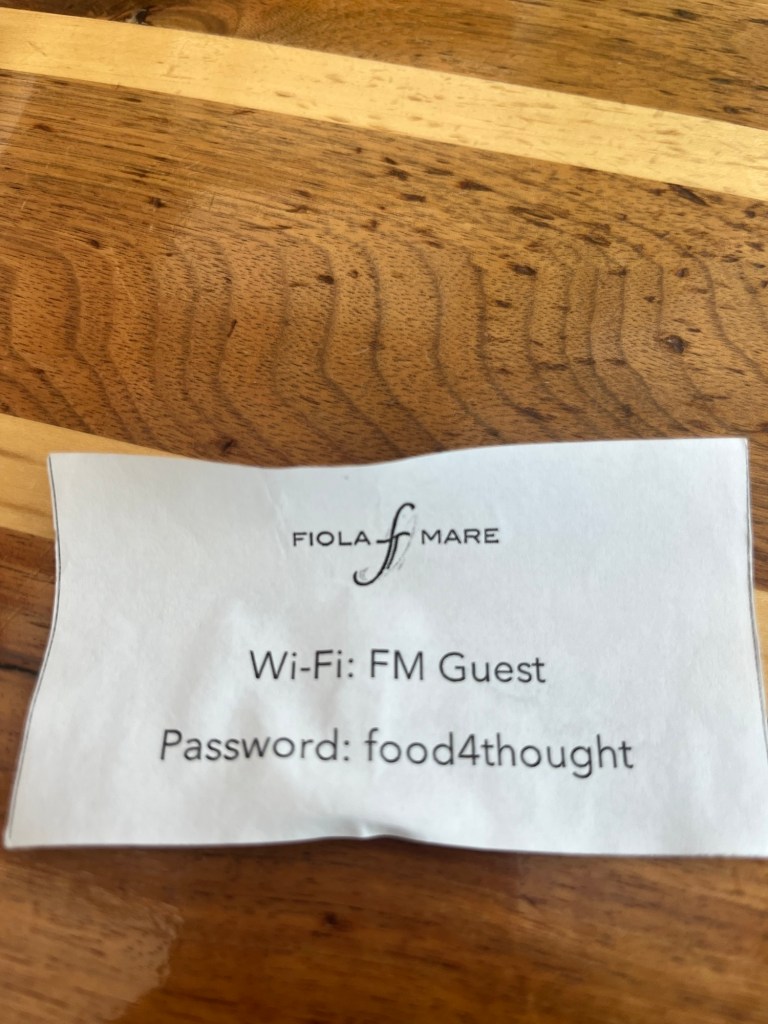 FIOLA f MARE
Wi-Fi: FM Guest
Password: food4thought